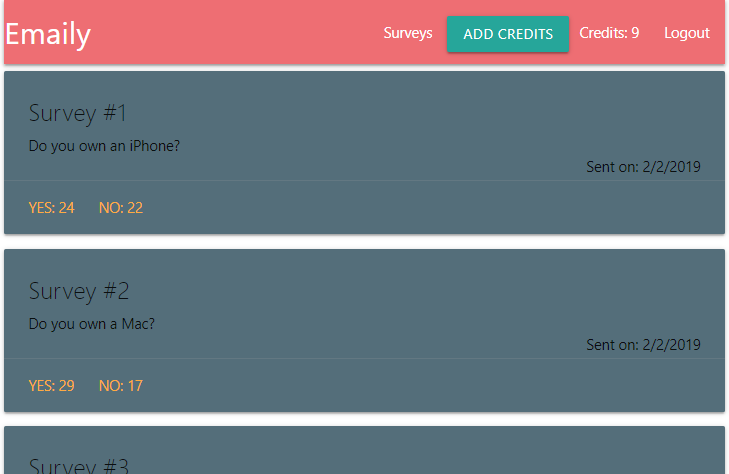 Emaily Surveys ADD CREDITS Credits: 9 Logout
Survey #1
Do you own an iPhone?
Sent on: 2/2/2019
YES: 24 NO: 22
Survey #2
Do you own a Mac?
Sent on: 2/2/2019
YES: 29 NO: 17
Survey #3